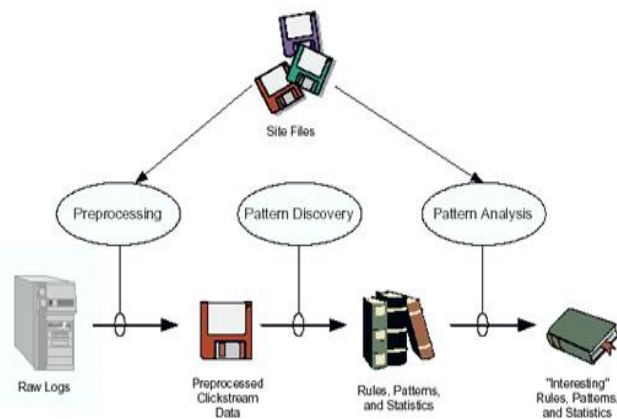 Site Files
Preprocessing
Pattern Discovery
Pattern Analysis
Raw Logs
Preprocessed
Clickstream
Data
Rules, Patterns,
and Statistics
"Interesting"
Rules, Patterns,
and Statistics